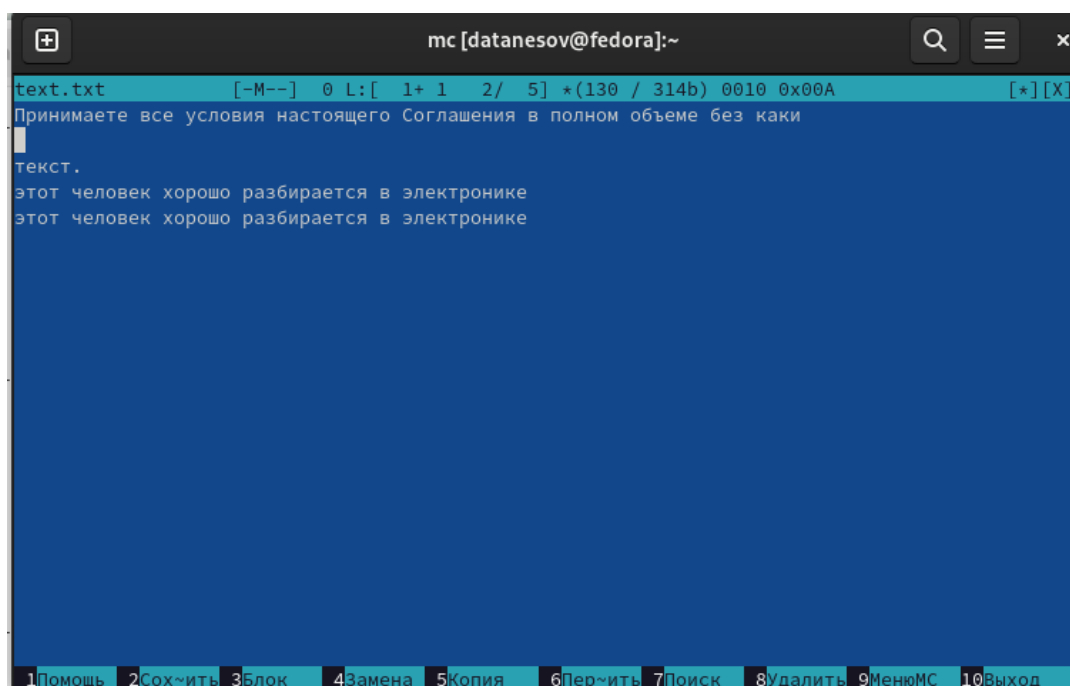 mc [datanesov@fedora]:~
text.txt [-M--] 0 L:[ 1+ 1 2/ 5] *(130 / 314b) 0010 0x00A [*][X]
Принимаете все условия настоящего Соглашения в полном объеме без каки
текст.
этот человек хорошо разбирается в электронике
этот человек хорошо разбирается в электронике
1Помощь 2Сох~ить 3Блок 4Замена 5Копия 6Пер~ить 7Поиск 8Удалить 9МенюMC 10Выход